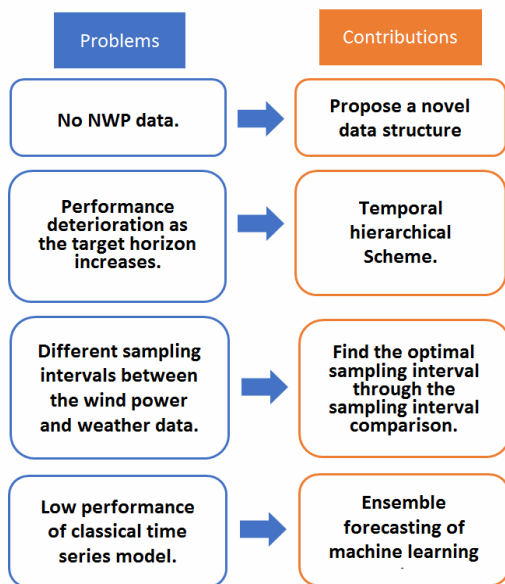 Problems
Contributions
No NWP data.
Propose a novel
data structure
Performance
deterioration as
the target horizon
increases.
Temporal
hierarchical
Scheme.
Different sampling
intervals between
the wind power
and weather data.
Find the optimal
sampling interval
through the
sampling interval
comparison.
Low performance
of classical time
series model.
Ensemble
forecasting of
machine learning